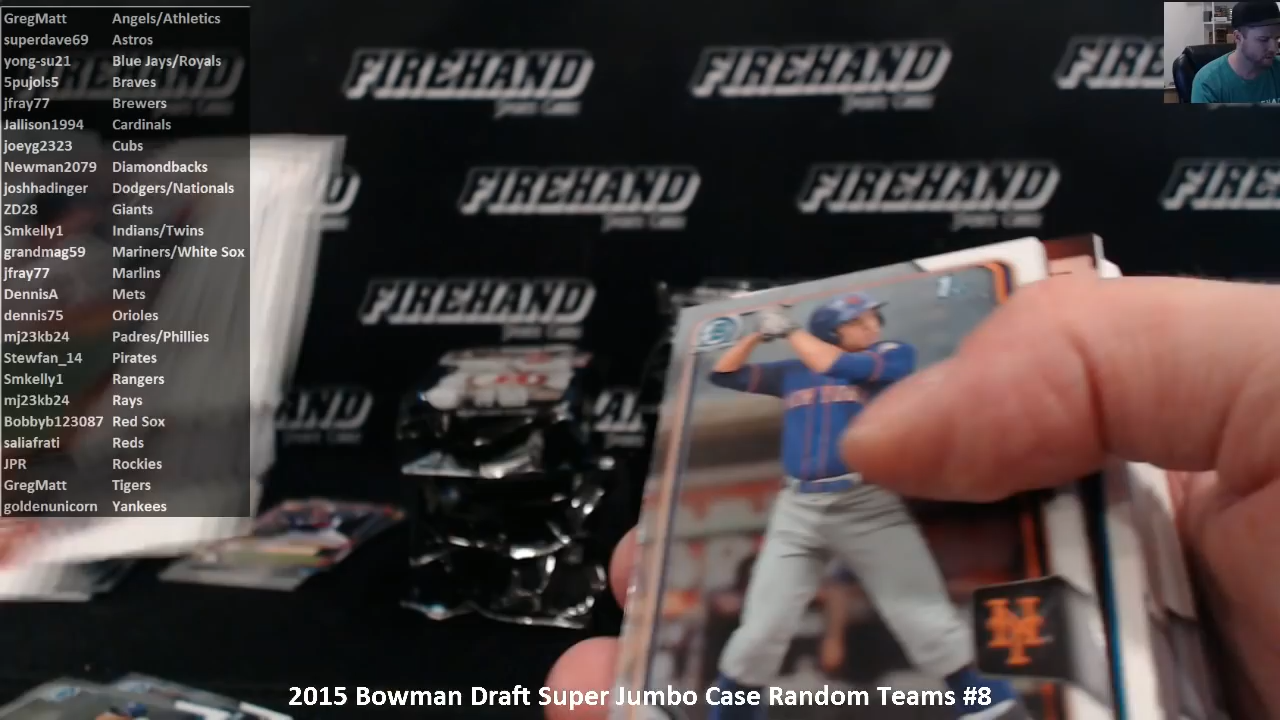 GregMatt Angels/Athletics
superdave69 Astros
yong-su21 Blue Jays/Royals
5pujols5 Braves
jfray77 Brewers
Jallison1994 Cardinals
joeyg2323 Cubs
Newman2079 Diamondbacks
joshhadinger Dodgers/Nationals
ZD28 Giants
Smkelly1 Indians/Twins
grandmag59 Mariners/White Sox
jfray77 Marlins
DennisA Mets
dennis75 Orioles
mj23kb24 Padres/Phillies
Stewfan_14 Pirates
Smkelly1 Rangers
mj23kb24 Rays
Bobbyb123087 Red Sox
saliafrati Reds
JPR Rockies
GregMatt Tigers
goldenunicorn Yankees
FIREHAND FIREHAND
FIREHAND FIREHAND
FIREHAND
2015 Bowman Draft Super Jumbo Case Random Teams #8